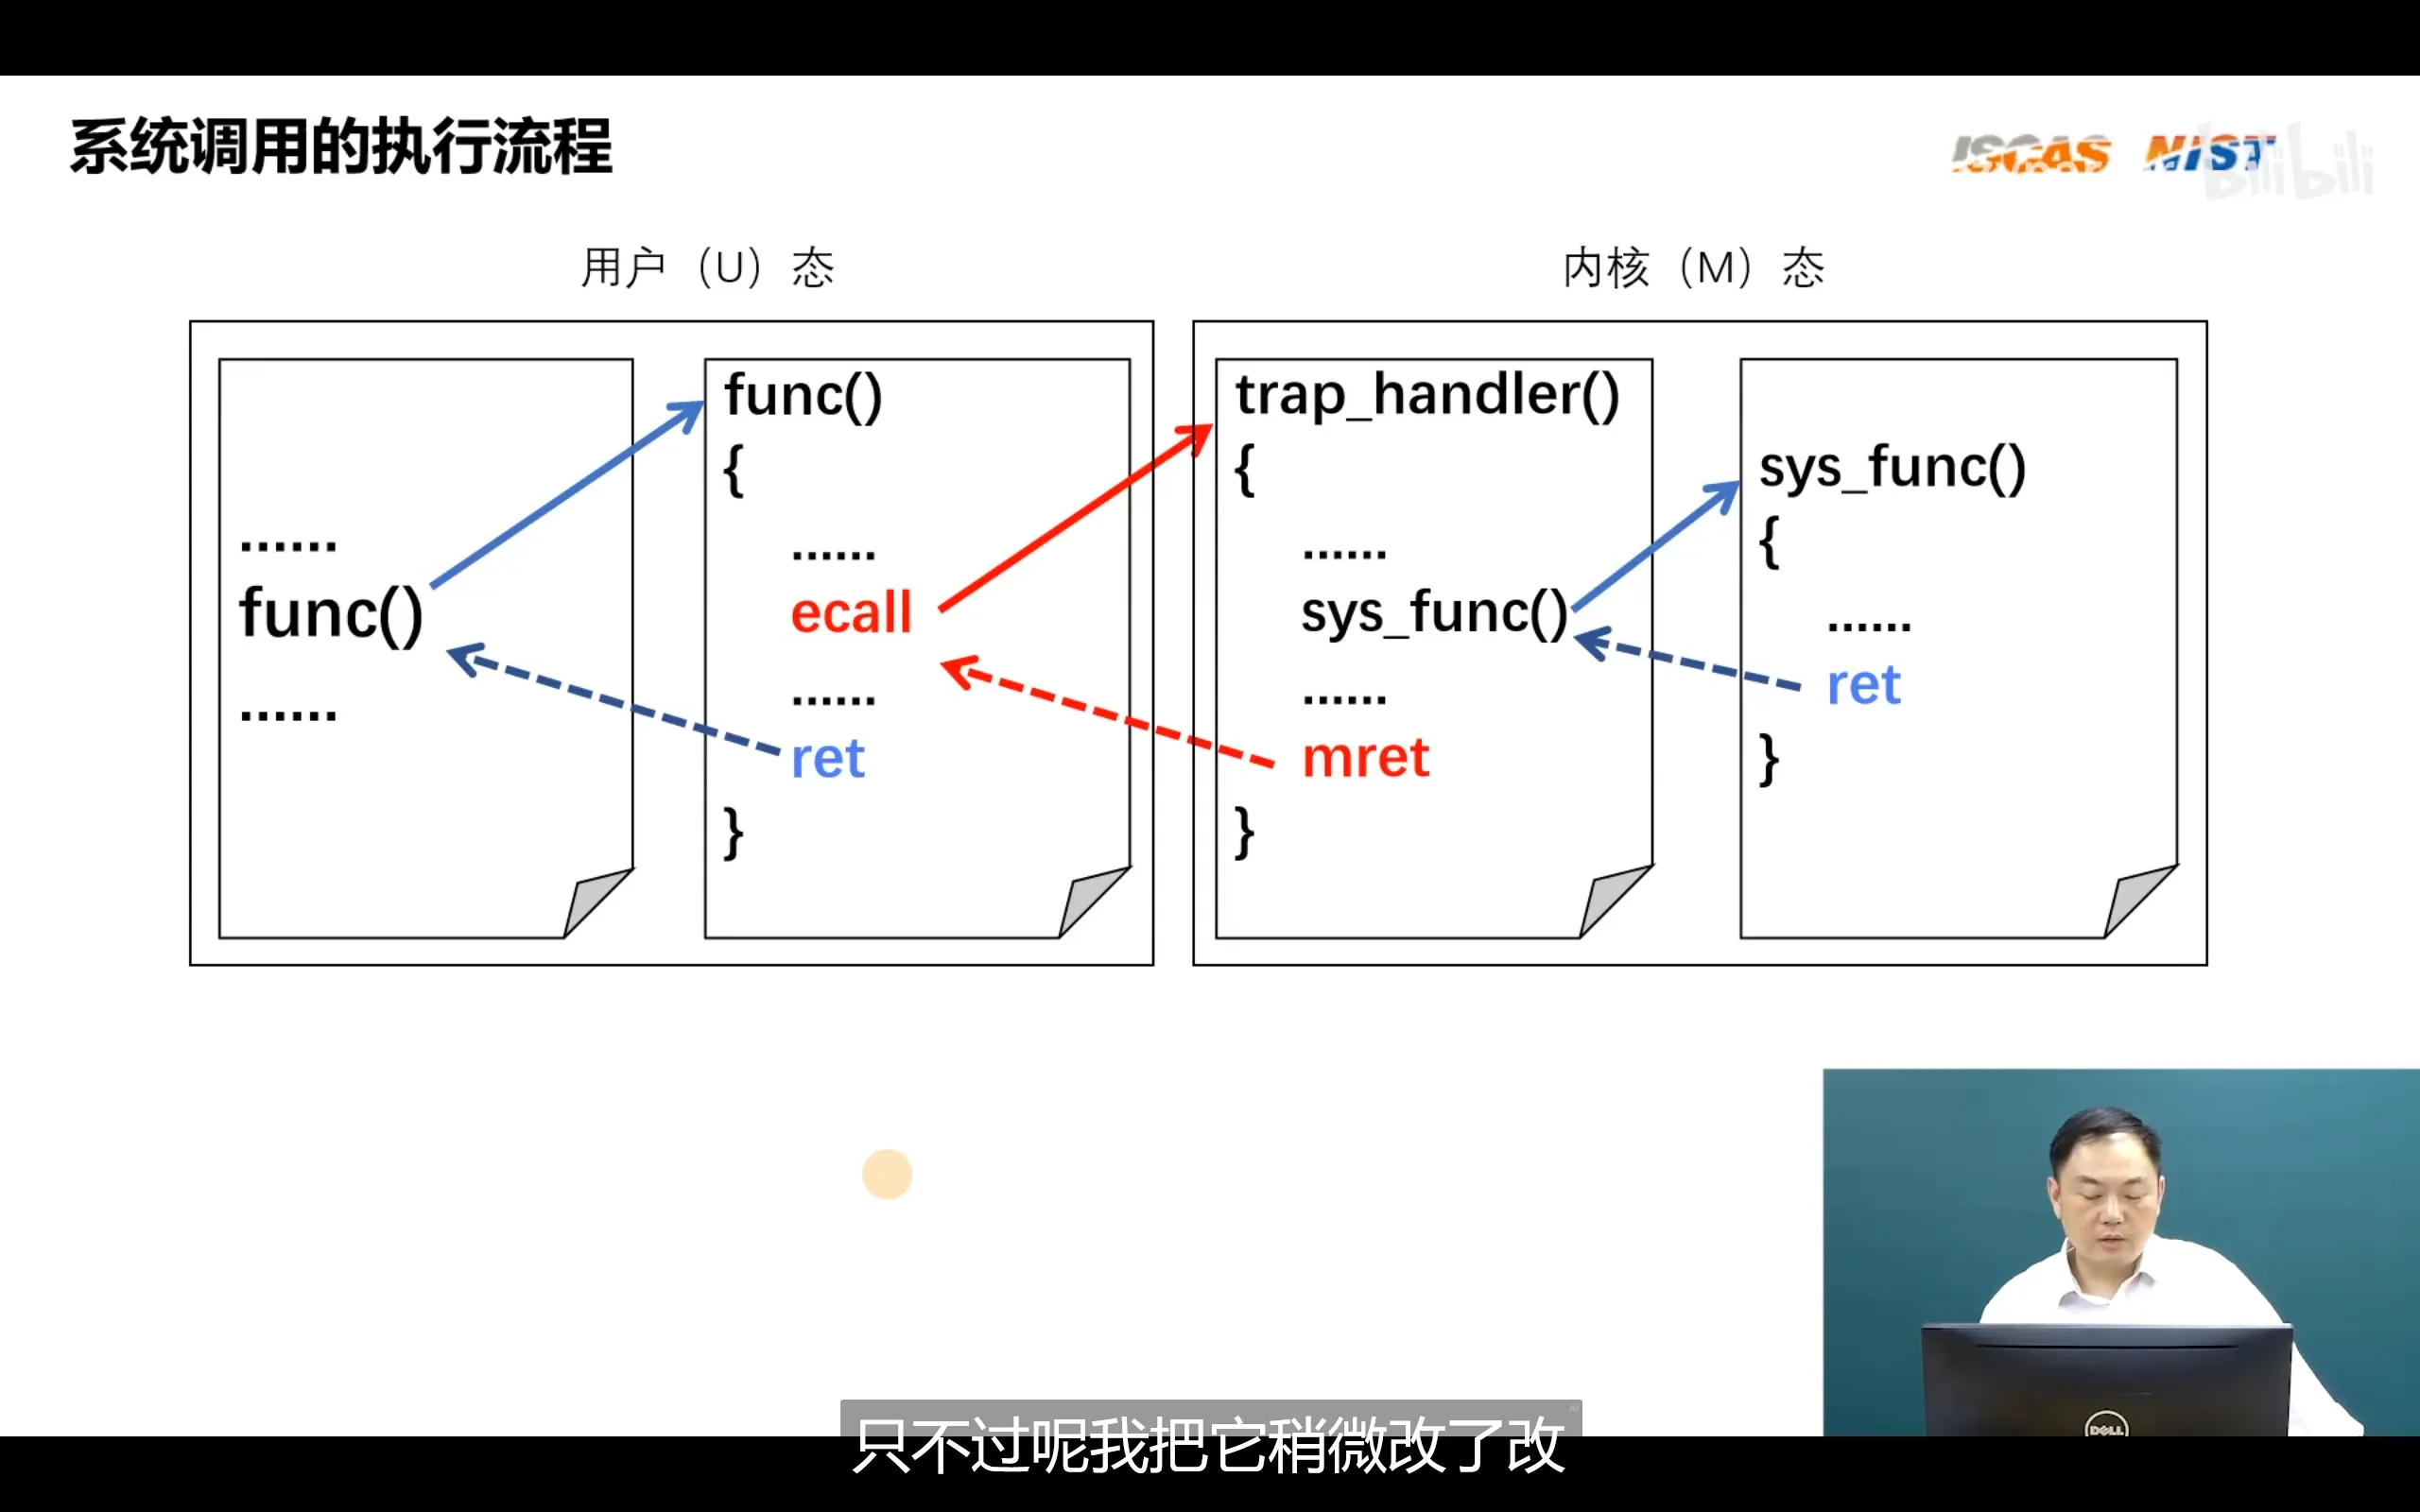 系统调用的执行流程
ISCAS NIST
bilibili
用户（U）态
内核（M）态
......
func()
......
func()
{
......
ecall
......
ret
}
trap_handler()
{
......
sys_func()
......
mret
}
sys_func()
{
......
ret
}
DELL
AI
只不过呢我把它稍微改了改